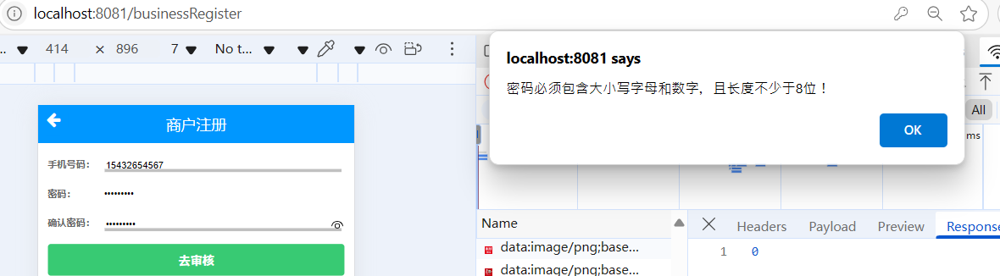 localhost:8081/businessRegister
414 × 896 7 No t...
localhost:8081 says
密码必须包含大小写字母和数字，且长度不少于8位！
OK
All
ms
商户注册
手机号码： 15432654567
密码： •••••••••
确认密码： •••••••••
去审核
Name
Headers Payload Preview Response
data:image/png;base...
1 0
data:image/png;base...